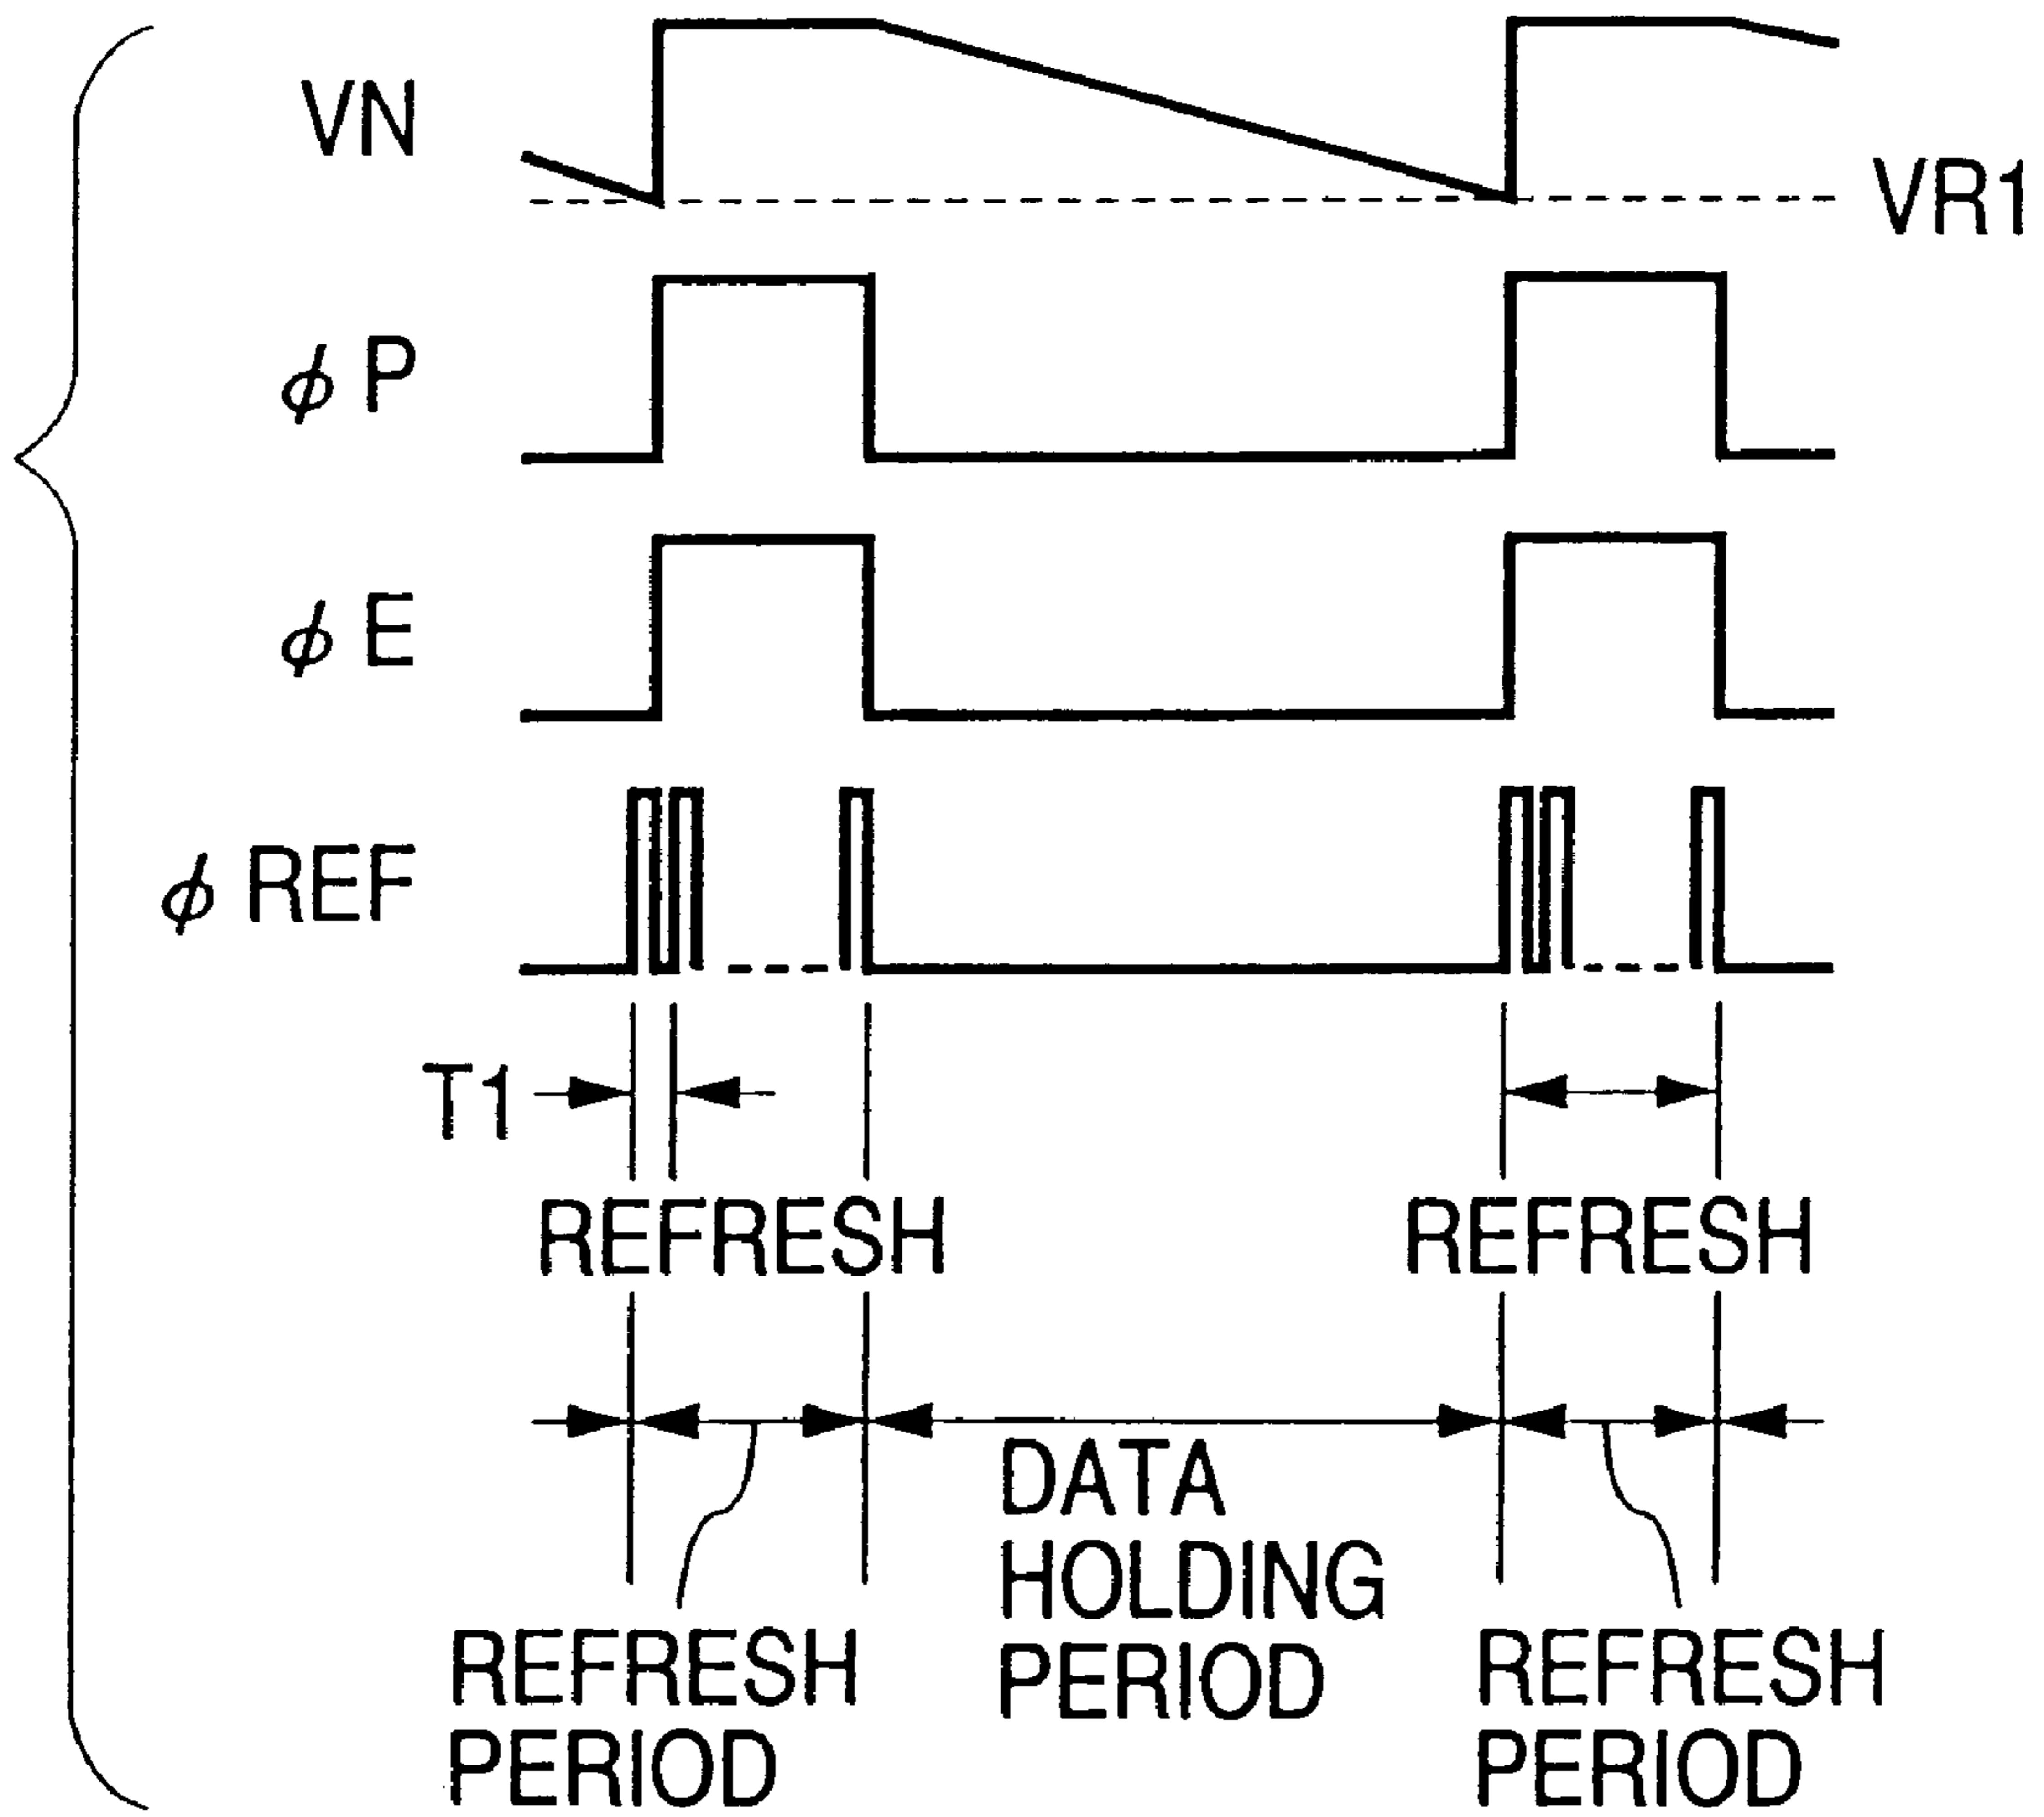 VN
VR1
ϕ P
ϕ E
ϕ REF
T1
REFRESH
REFRESH
DATA
HOLDING
PERIOD
REFRESH
PERIOD
REFRESH
PERIOD